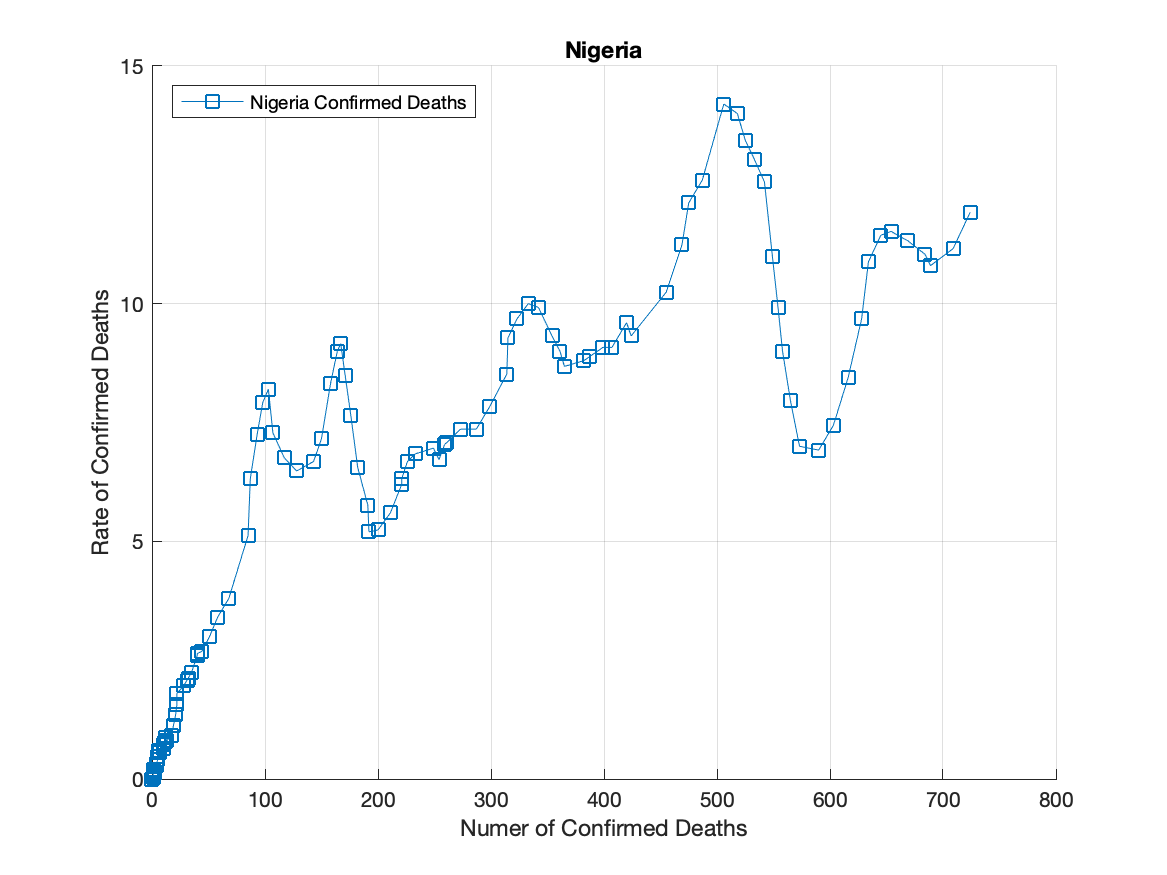 Nigeria
15
Nigeria Confirmed Deaths
10
5
0
Rate of Confirmed Deaths
0 100 200 300 400 500 600 700 800
Numer of Confirmed Deaths